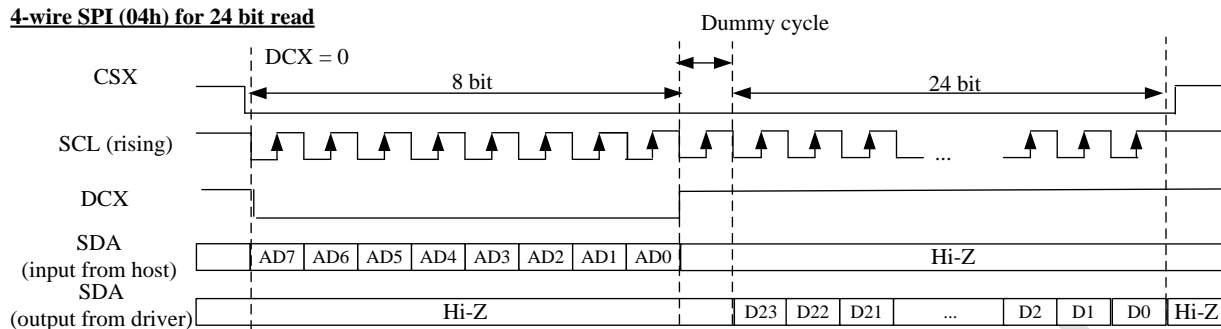 4-wire SPI (04h) for 24 bit read
Dummy cycle
DCX = 0
CSX
8 bit
24 bit
SCL (rising)
...
DCX
SDA
(input from host)
AD7 AD6 AD5 AD4 AD3 AD2 AD1 AD0
Hi-Z
SDA
(output from driver)
Hi-Z
D23 D22 D21 ... D2 D1 D0 Hi-Z